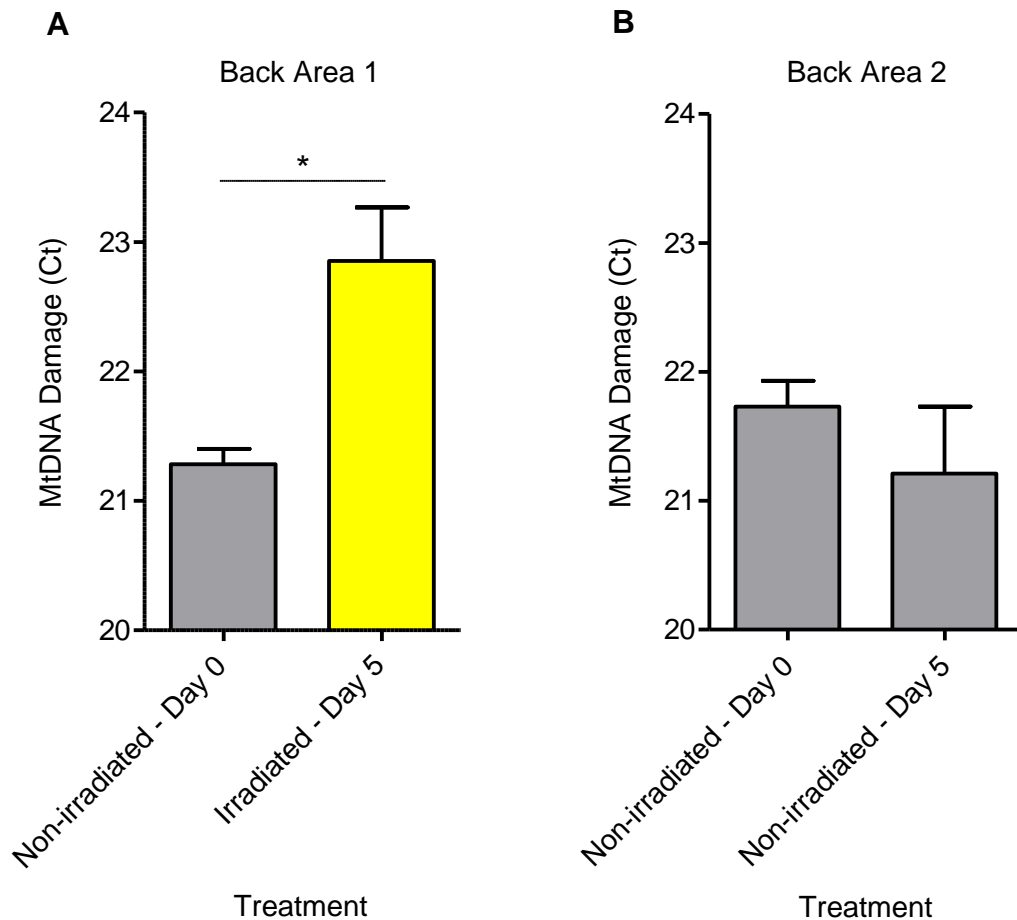 A
Back Area 1
MtDNA Damage (Ct)
24
23
22
21
20
*
Non-irradiated - Day 0
Irradiated - Day 5
Treatment
B
Back Area 2
MtDNA Damage (Ct)
24
23
22
21
20
Non-irradiated - Day 0
Non-irradiated - Day 5
Treatment